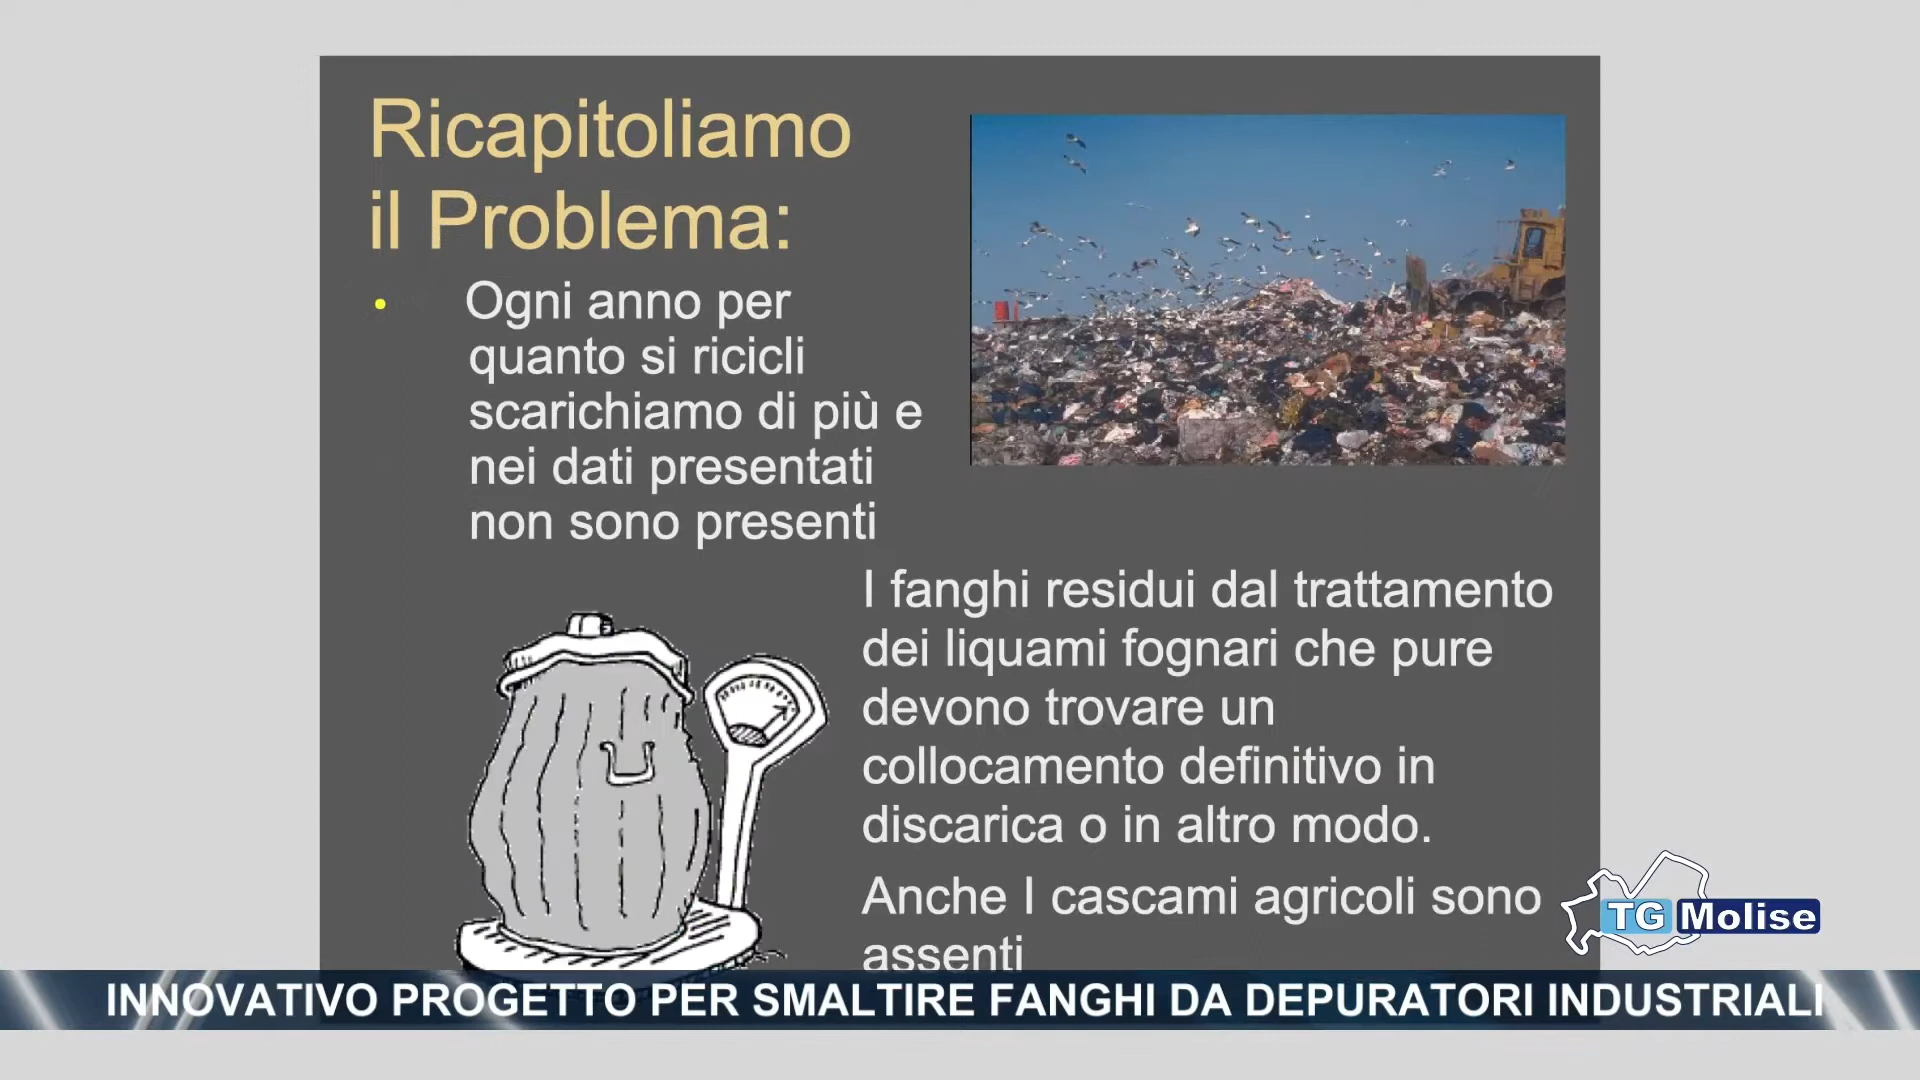 Ricapitoliamo
il Problema:
• Ogni anno per
quanto si ricicli
scarichiamo di più e
nei dati presentati
non sono presenti
I fanghi residui dal trattamento
dei liquami fognari che pure
devono trovare un
collocamento definitivo in
discarica o in altro modo.
Anche I cascami agricoli sono
assenti
TG Molise
INNOVATIVO PROGETTO PER SMALTIRE FANGHI DA DEPURATORI INDUSTRIALI